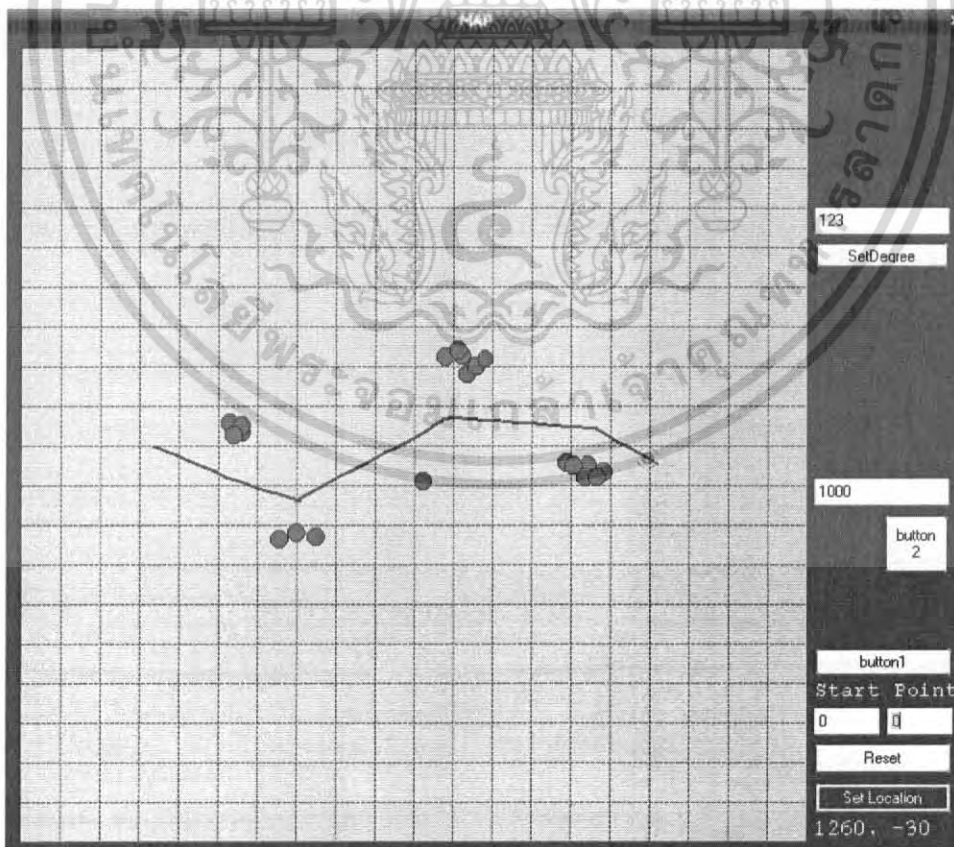 MAP
123
SetDegree
1000
button
2
button1
Start Point
0 0
Reset
Set Location
1260, -30